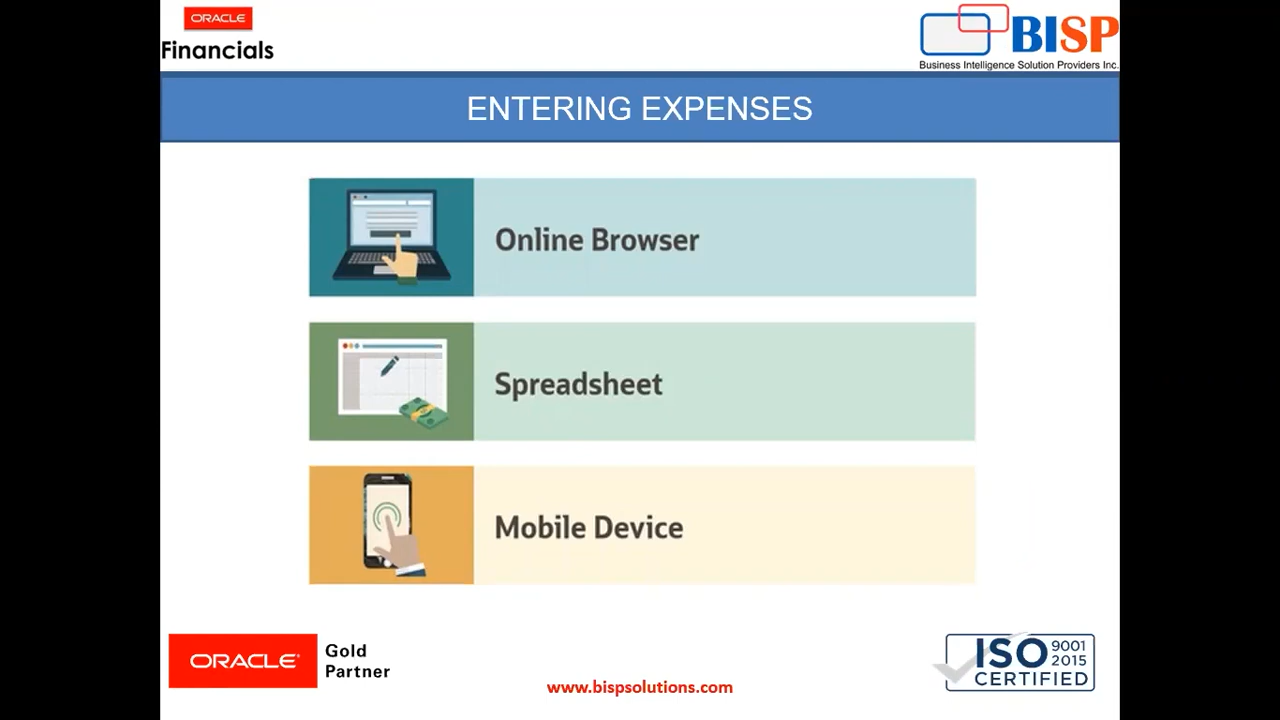 ORACLE
Financials
BISP
Business Intelligence Solution Providers Inc.
ENTERING EXPENSES
Online Browser
Spreadsheet
Mobile Device
ORACLE®
Gold
Partner
www.bispsolutions.com
ISO 9001
2015
CERTIFIED